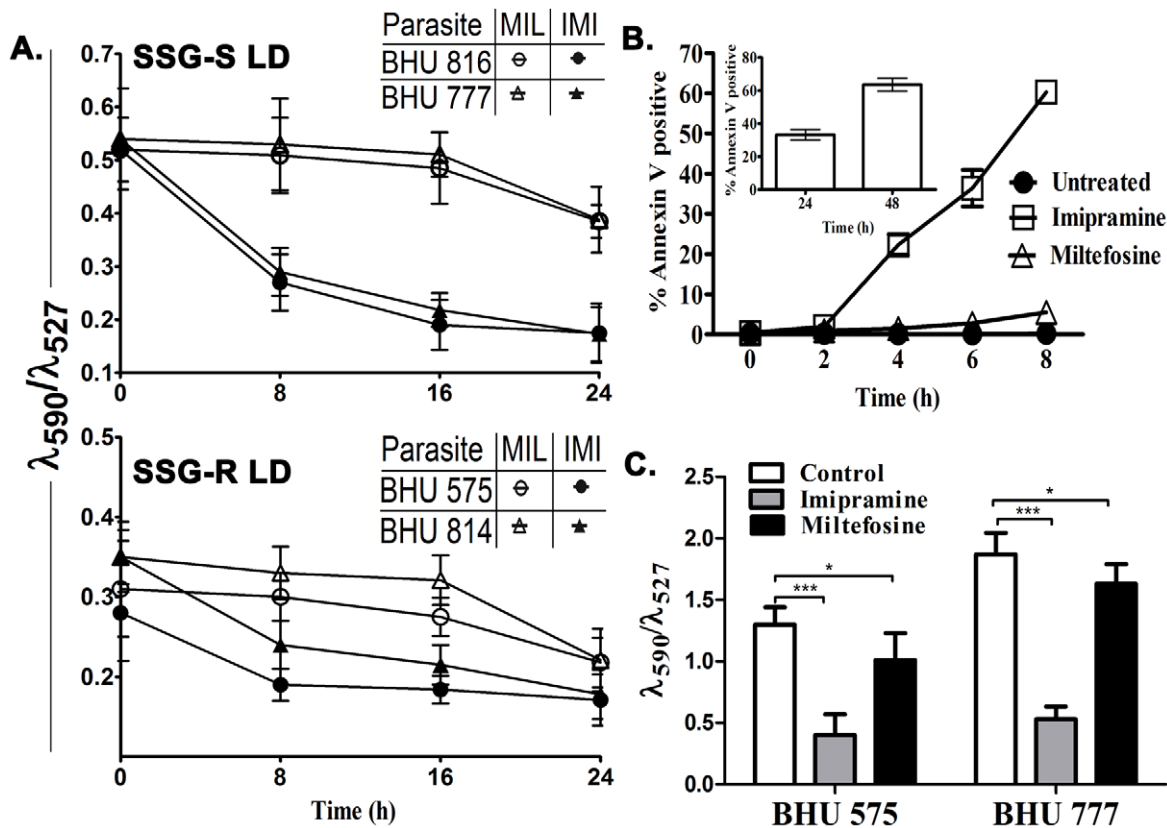 A.
λ590/λ527
SSG-S LD
Parasite MIL IMI
BHU 816
BHU 777
0.7
0.6
0.5
0.4
0.3
0.2
0.1
0 8 16 24
SSG-R LD
Parasite MIL IMI
BHU 575
BHU 814
0.5
0.4
0.3
0.2
0 8 16 24
Time (h)
B.
% Annexin V positive
60
50
40
30
20
10
0
0 2 4 6 8
Time (h)
% Annexin V positive
80
60
40
20
0
24 48
Time (h)
Untreated
Imipramine
Miltefosine
C.
Control
Imipramine
Miltefosine
λ590/λ527
2.5
2.0
1.5
1.0
0.5
0.0
*
***
*
***
BHU 575 BHU 777